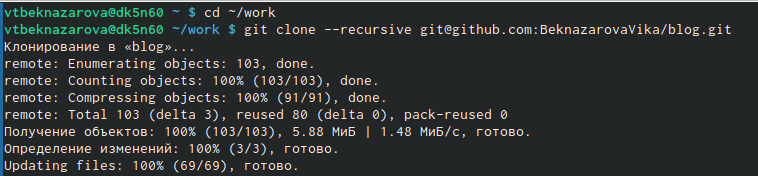 vtbeknazarova@dk5n60 ~ $ cd ~/work
vtbeknazarova@dk5n60 ~/work $ git clone --recursive git@github.com:BeknazarovaVika/blog.git
Клонирование в «blog»...
remote: Enumerating objects: 103, done.
remote: Counting objects: 100% (103/103), done.
remote: Compressing objects: 100% (91/91), done.
remote: Total 103 (delta 3), reused 80 (delta 0), pack-reused 0
Получение объектов: 100% (103/103), 5.88 МиБ | 1.48 МиБ/с, готово.
Определение изменений: 100% (3/3), готово.
Updating files: 100% (69/69), готово.